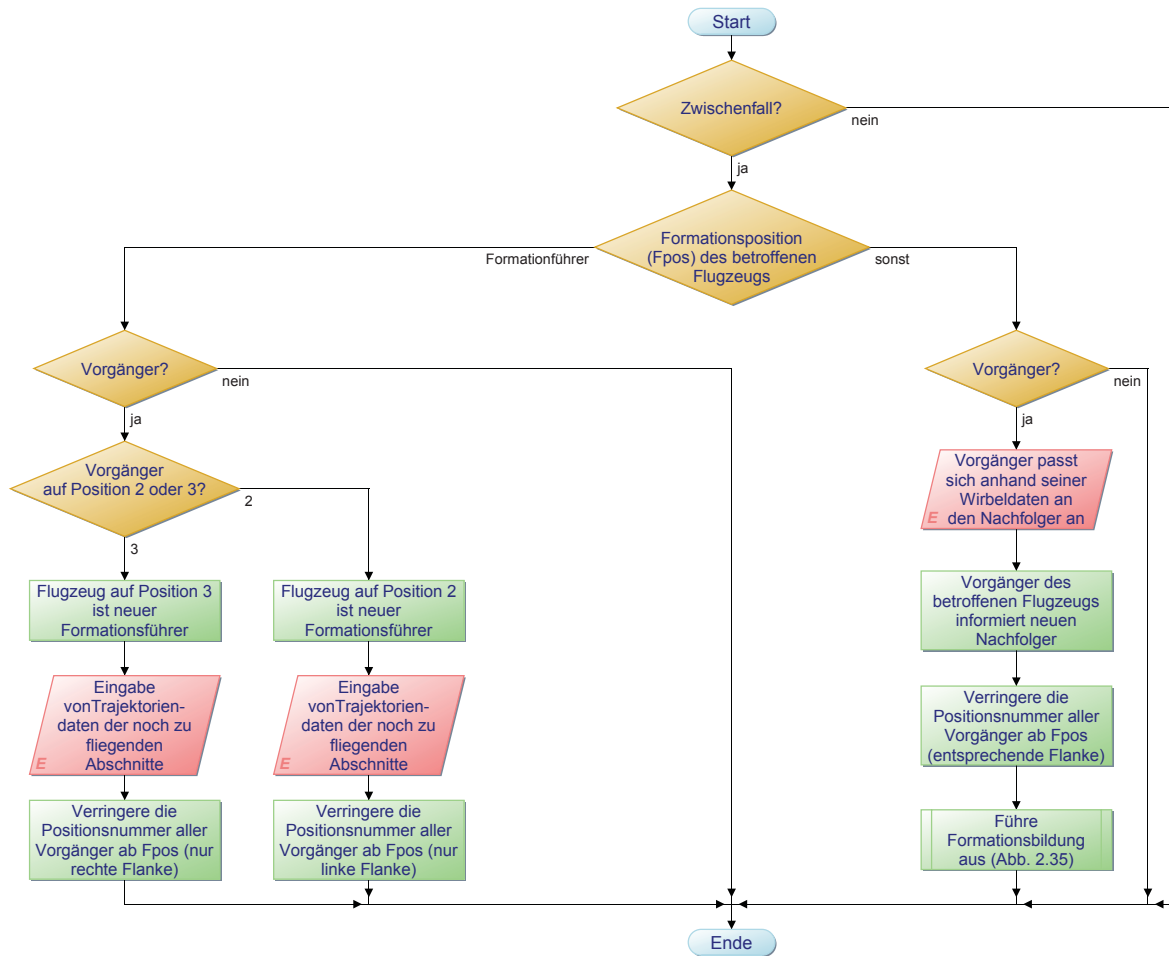 Start
Zwischenfall?
nein
ja
Formationsposition
(Fpos) des betroffenen
Flugzeugs
Formationführer
sonst
Vorgänger?
nein
ja
Vorgänger
auf Position 2 oder 3?
2
3
Flugzeug auf Position 3
ist neuer
Formationsführer
Eingabe
vonTrajektorien-
daten der noch zu
fliegenden
Abschnitte
E
Verringere die
Positionsnummer aller
Vorgänger ab Fpos (nur
rechte Flanke)
Flugzeug auf Position 2
ist neuer
Formationsführer
Eingabe
vonTrajektorien-
daten der noch zu
fliegenden
Abschnitte
E
Verringere die
Positionsnummer aller
Vorgänger ab Fpos (nur
linke Flanke)
Vorgänger?
nein
ja
Vorgänger passt
sich anhand seiner
Wirbeldaten an
den Nachfolger an
E
Vorgänger des
betroffenen Flugzeugs
informiert neuen
Nachfolger
Verringere die
Positionsnummer aller
Vorgänger ab Fpos
(entsprechende Flanke)
Führe
Formationsbildung
aus (Abb. 2.35)
Ende